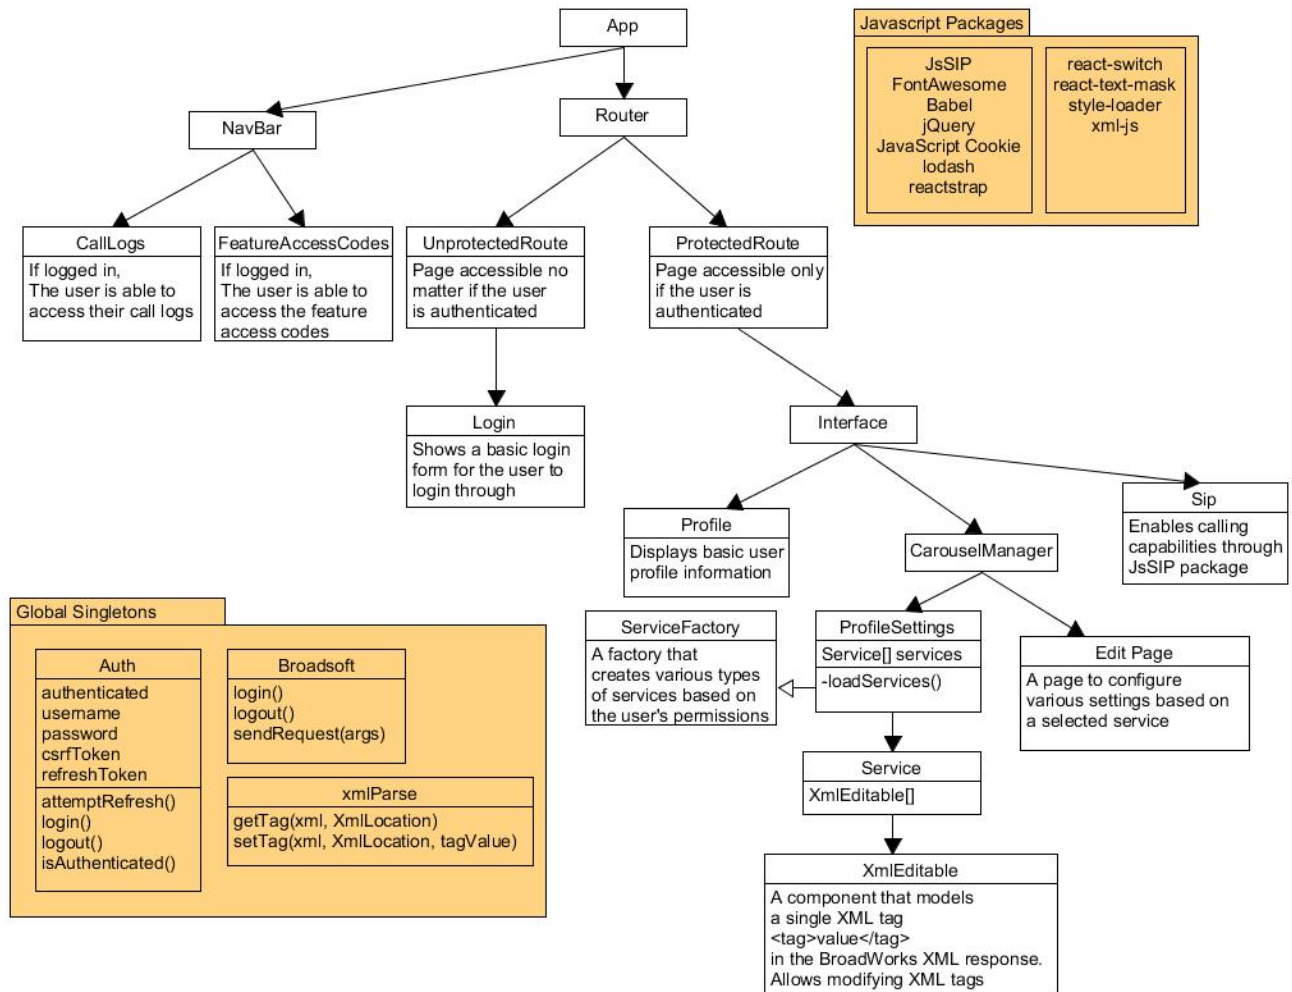 App
Javascript Packages
JsSIP
FontAwesome
Babel
jQuery
JavaScript Cookie
lodash
reactstrap
react-switch
react-text-mask
style-loader
xml-js
NavBar
Router
CallLogs
If logged in,
The user is able to
access their call logs
FeatureAccessCodes
If logged in,
The user is able to
access the feature
access codes
UnprotectedRoute
Page accessible no
matter if the user
is authenticated
ProtectedRoute
Page accessible only
if the user is
authenticated
Login
Shows a basic login
form for the user to
login through
Interface
Profile
Displays basic user
profile information
CarouselManager
Sip
Enables calling
capabilities through
JsSIP package
ServiceFactory
A factory that
creates various types
of services based on
the user's permissions
ProfileSettings
Service[] services
-loadServices()
Edit Page
A page to configure
various settings based on
a selected service
Service
XmlEditable[]
XmlEditable
A component that models
a single XML tag
<tag>value</tag>
in the BroadWorks XML response.
Allows modifying XML tags
Global Singletons
Auth
authenticated
username
password
csrfToken
refreshToken
attemptRefresh()
login()
logout()
isAuthenticated()
Broadsoft
login()
logout()
sendRequest(args)
xmlParse
getTag(xml, XmlLocation)
setTag(xml, XmlLocation, tagValue)